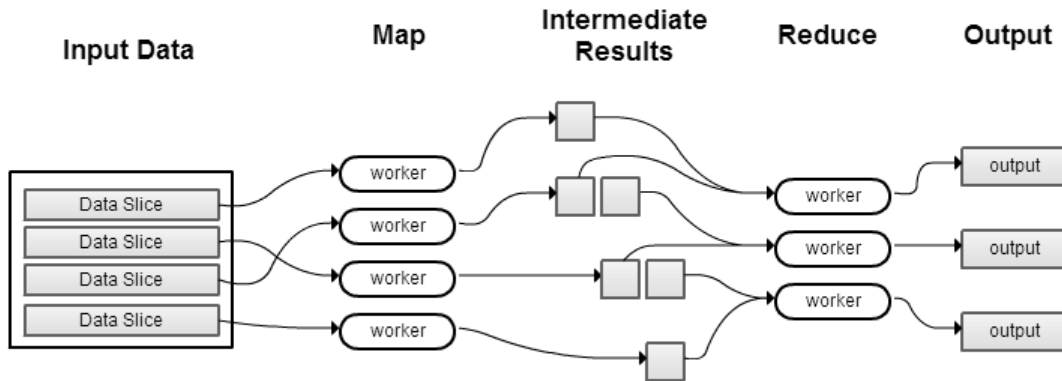 Input Data
Map
Intermediate
Results
Reduce
Output
Data Slice
Data Slice
Data Slice
Data Slice
worker
worker
worker
worker
worker
worker
worker
output
output
output